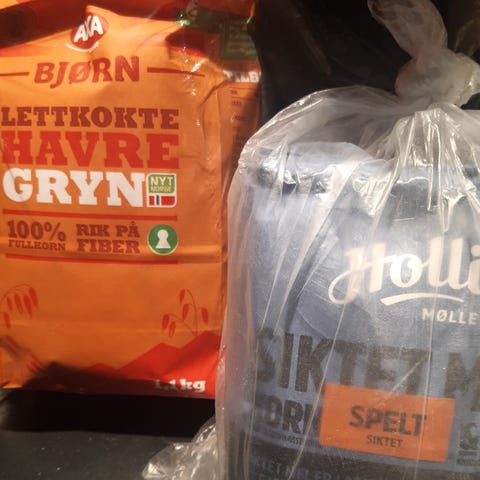 AXA
BJØRN
LETTKOKTE
HAVRE
GRYN
NYT
NORGE
100%
FULLKORN
RIK PÅ
FIBER
1,1 kg
Holli
MØLLE
SIKTET M
SPELT
SIKTET